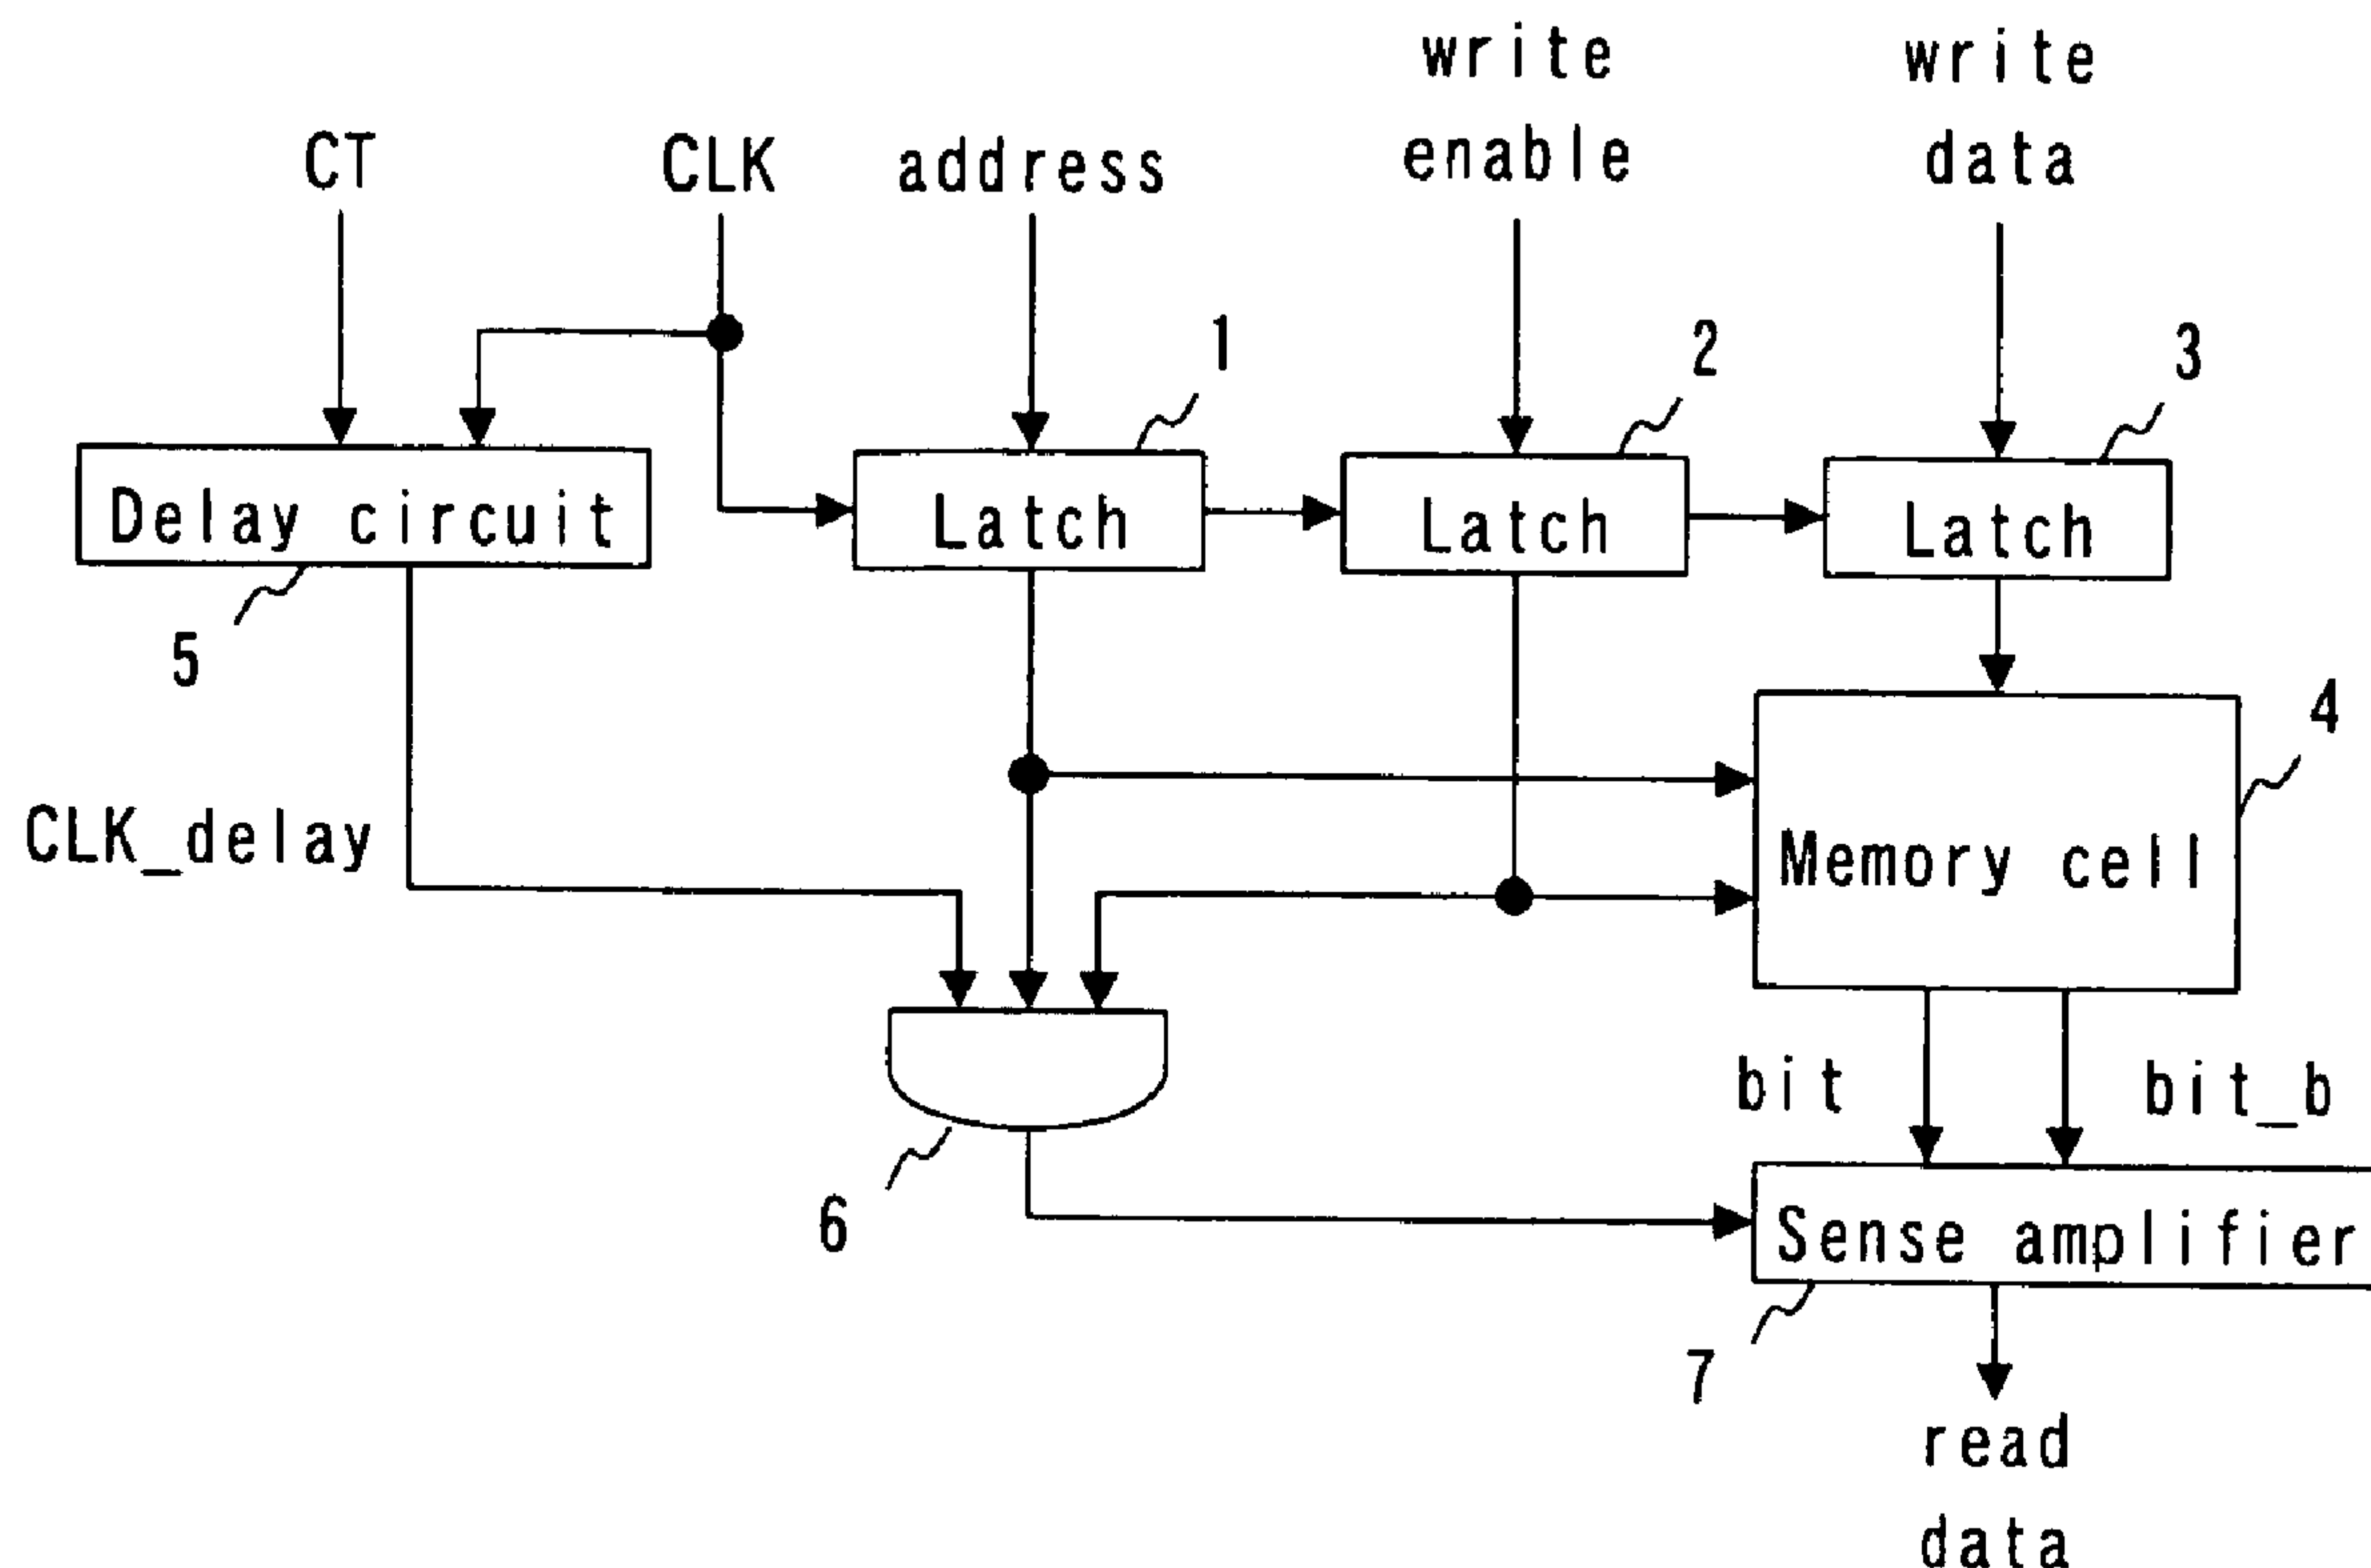 write
write
CT
CLK
address
enable
data
1
2
3
Delay circuit
Latch
Latch
Latch
5
4
CLK_delay
Memory cell
bit
bit_b
6
Sense amplifier
7
read
data